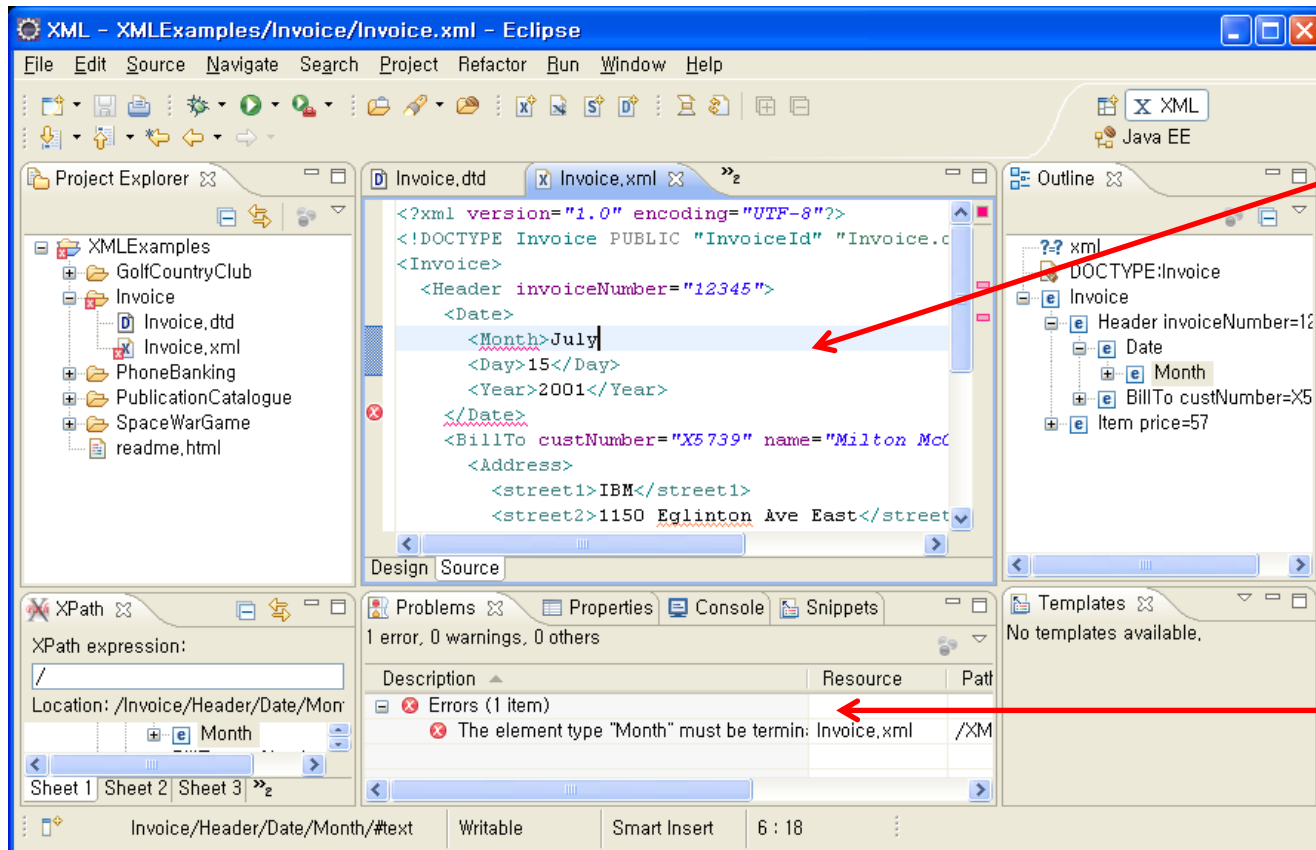 XML - XMLExamples/Invoice/Invoice.xml - Eclipse
File Edit Source Navigate Search Project Refactor Run Window Help
X XML
Java EE
Project Explorer
XMLExamples
GolfCountryClub
Invoice
Invoice.dtd
Invoice.xml
PhoneBanking
PublicationCatalogue
SpaceWarGame
readme.html
Invoice.dtd Invoice.xml »2
<?xml version="1.0" encoding="UTF-8"?>
<!DOCTYPE Invoice PUBLIC "InvoiceId" "Invoice.
<Invoice>
<Header invoiceNumber="12345">
<Date>
<Month>July
<Day>15</Day>
<Year>2001</Year>
</Date>
<BillTo custNumber="X5739" name="Milton Mc
<Address>
<street1>IBM</street1>
<street2>1150 Eglinton Ave East</street
Design Source
Outline
?=? xml
DOCTYPE:Invoice
Invoice
Header invoiceNumber=12
Date
Month
BillTo custNumber=X5
Item price=57
XPath
XPath expression:
/
Location: /Invoice/Header/Date/Mon
Month
Sheet 1 Sheet 2 Sheet 3 »2
Problems Properties Console Snippets
1 error, 0 warnings, 0 others
Description Resource Path
Errors (1 item)
The element type "Month" must be termin Invoice.xml /XM
Templates
No templates available.
Invoice/Header/Date/Month/#text Writable Smart Insert 6 : 18